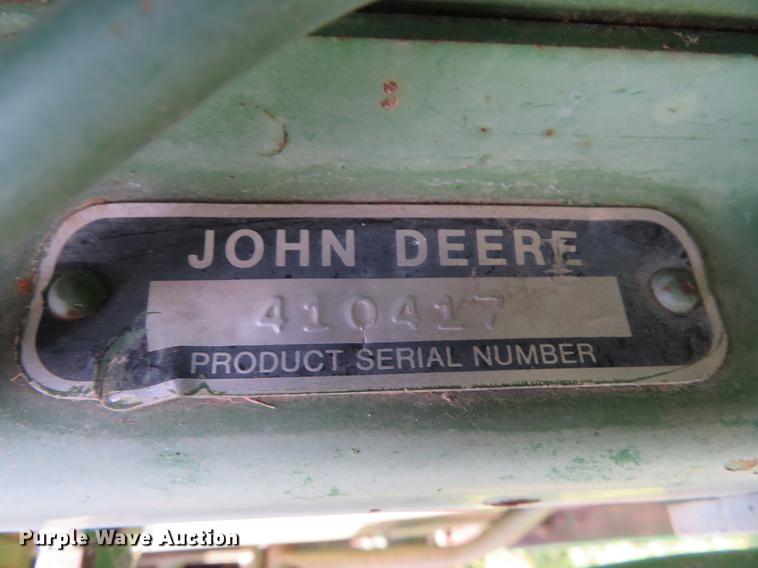 JOHN DEERE
410417
PRODUCT SERIAL NUMBER
Purple Wave Auction